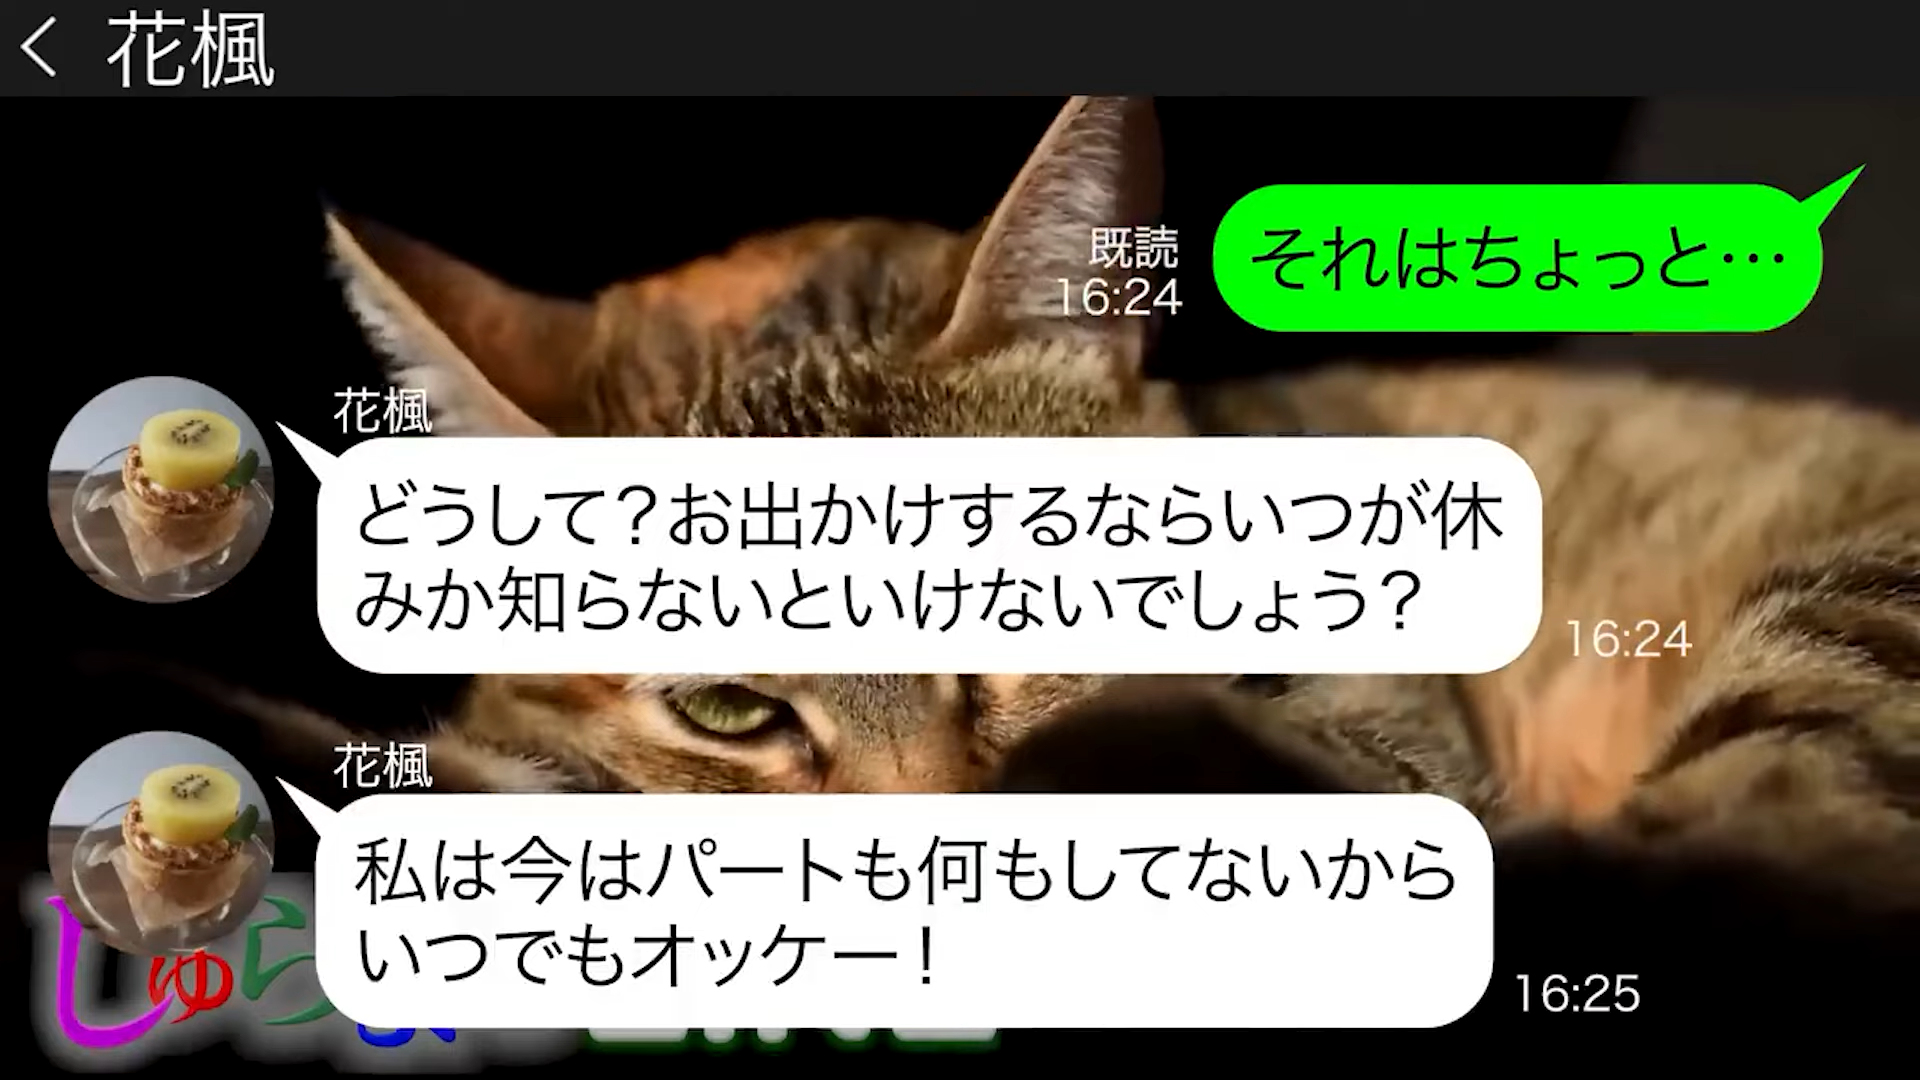 花楓
それはちょっと…
既読
16:24
花楓
どうして？お出かけするならいつが休
みか知らないといけないでしょう？
16:24
花楓
私は今はパートも何もしてないから
いつでもオッケー！
16:25
しゅら